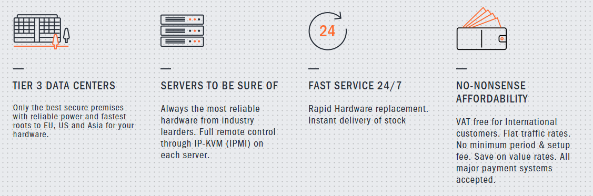 24
TIER 3 DATA CENTERS
Only the best secure premises
with reliable power and fastest
roots to EU, US and Asia for your
hardware.
SERVERS TO BE SURE OF
Always the most reliable
hardware from industry
learders. Full remote control
through IP-KVM (IPMI) on
each server.
FAST SERVICE 24/7
Rapid Hardware replacement.
Instant delivery of stock
NO-NONSENSE
AFFORDABILITY
VAT free for International
customers. Flat traffic rates.
No minimum period & setup
fee. Save on value rates. All
major payment systems
accepted.